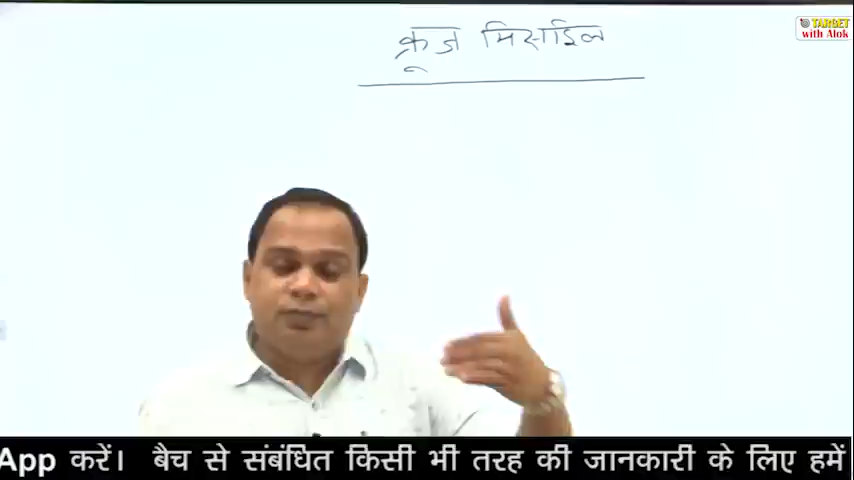 क्रूज मिसाइल
TARGET
with Alok
App करें। बैच से संबंधित किसी भी तरह की जानकारी के लिए हमें